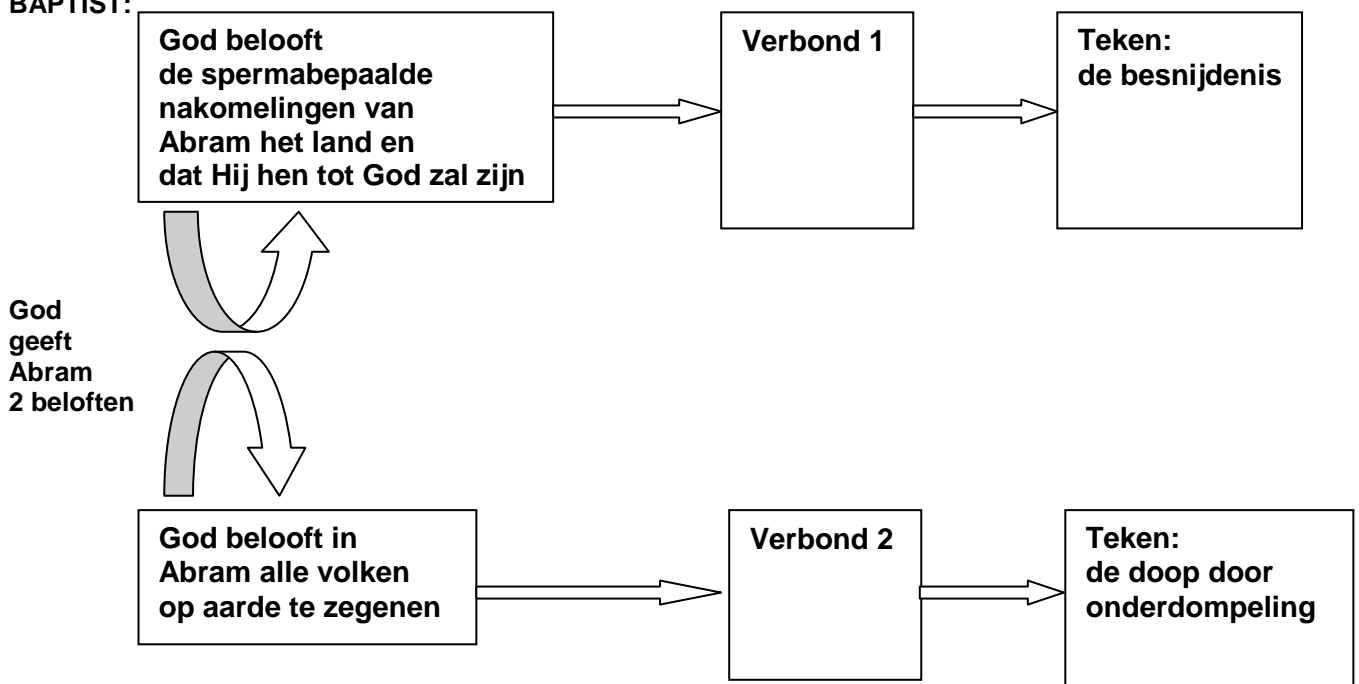 BAPTIST:
God belooft
de spermabepaalde
nakomelingen van
Abram het land en
dat Hij hen tot God zal zijn
Verbond 1
Teken:
de besnijdenis
God
geeft
Abram
2 beloften
God belooft in
Abram alle volken
op aarde te zegenen
Verbond 2
Teken:
de doop door
onderdompeling